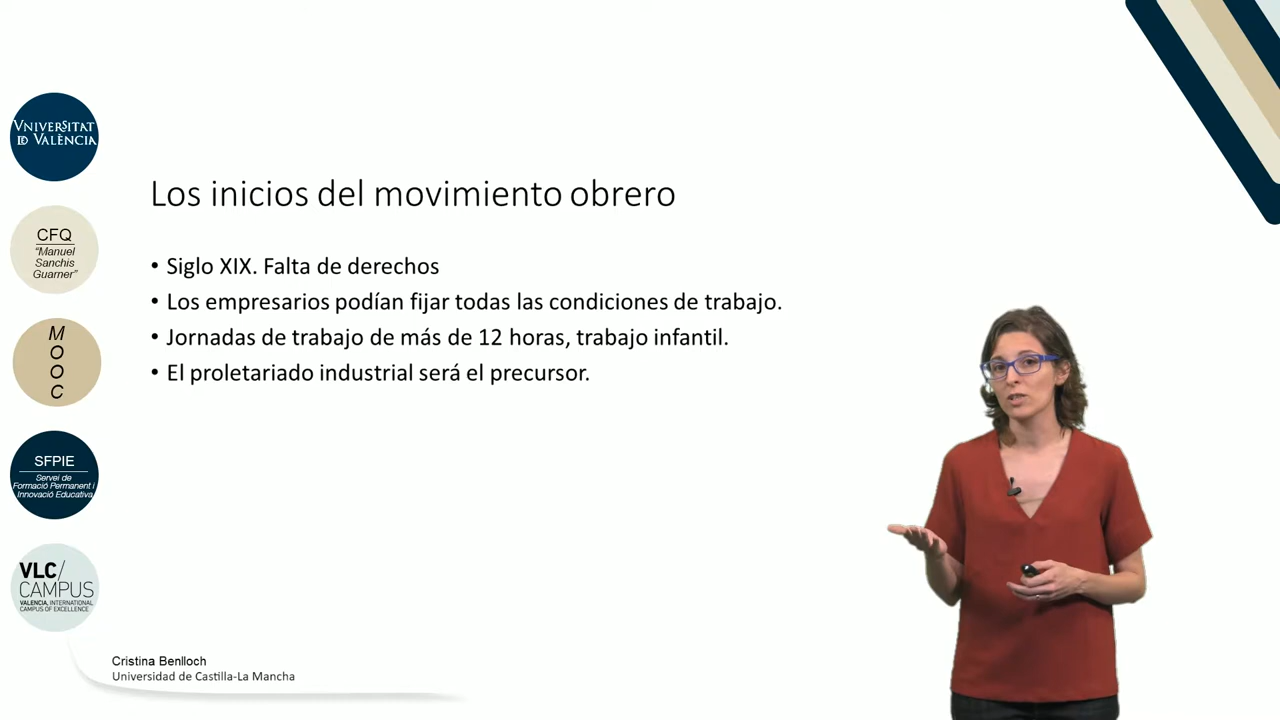 VNIVERSITAT
ID VALÈNCIA
CFQ
"Manuel
Sanchis
Guarner"
M
O
O
C
SFPIE
Servei de
Formació Permanent i
Innovació Educativa
VLC/
CAMPUS
VALENCIA, INTERNATIONAL
CAMPUS OF EXCELLENCE
Los inicios del movimiento obrero
• Siglo XIX. Falta de derechos
• Los empresarios podían fijar todas las condiciones de trabajo.
• Jornadas de trabajo de más de 12 horas, trabajo infantil.
• El proletariado industrial será el precursor.
Cristina Benlloch
Universidad de Castilla-La Mancha